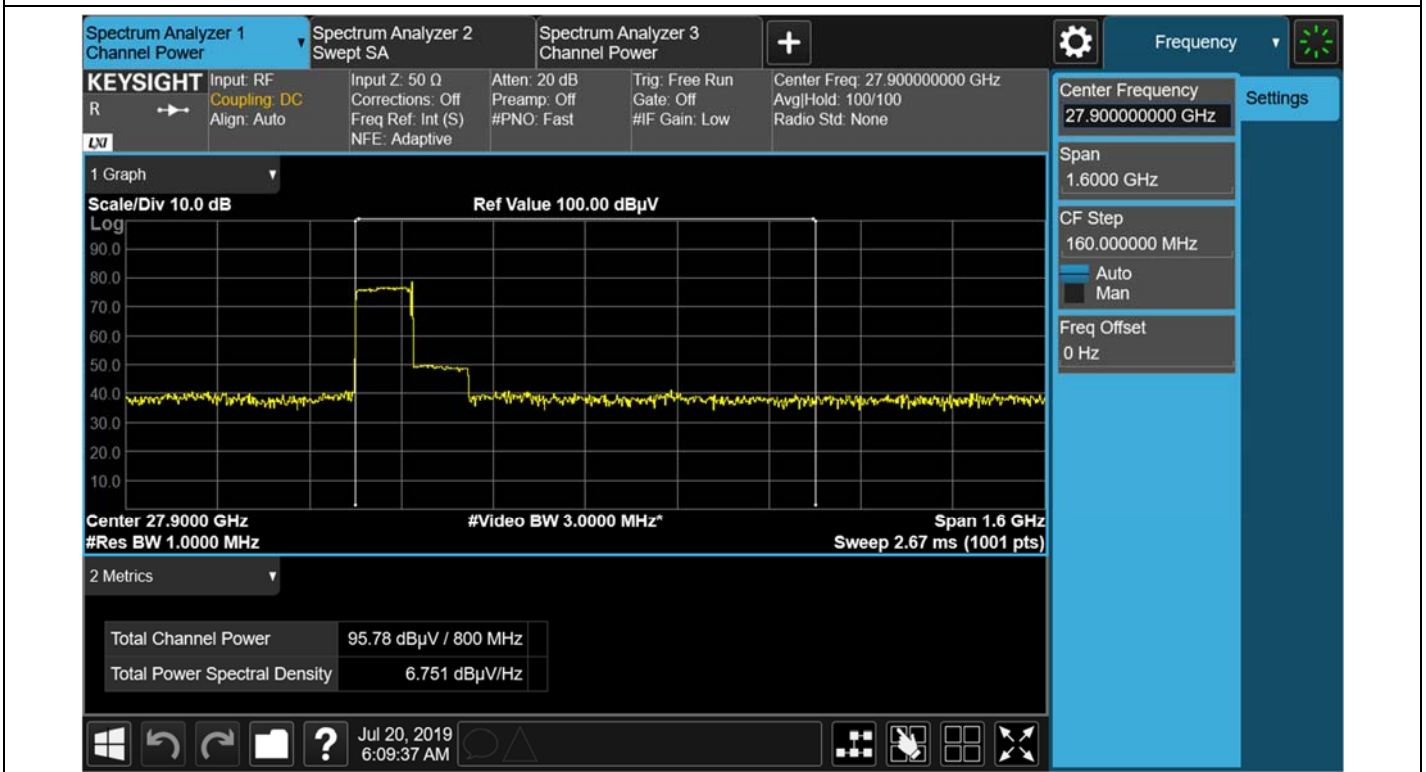 Spectrum Analyzer 1
Channel Power
Spectrum Analyzer 2
Swept SA
Spectrum Analyzer 3
Channel Power
Frequency
KEYSIGHT
R
LXI
Input: RF
Coupling: DC
Align: Auto
Input Z: 50 Ω
Corrections: Off
Freq Ref: Int (S)
NFE: Adaptive
Atten: 20 dB
Preamp: Off
#PNO: Fast
Trig: Free Run
Gate: Off
#IF Gain: Low
Center Freq: 27.900000000 GHz
Avg|Hold: 100/100
Radio Std: None
Center Frequency
27.900000000 GHz
Settings
Span
1.6000 GHz
CF Step
160.000000 MHz
Auto
Man
Freq Offset
0 Hz
1 Graph
Scale/Div 10.0 dB
Ref Value 100.00 dBµV
Log
90.0
80.0
70.0
60.0
50.0
40.0
30.0
20.0
10.0
Center 27.9000 GHz
#Video BW 3.0000 MHz*
Span 1.6 GHz
#Res BW 1.0000 MHz
Sweep 2.67 ms (1001 pts)
2 Metrics
Total Channel Power 95.78 dBµV / 800 MHz
Total Power Spectral Density 6.751 dBµV/Hz
?
Jul 20, 2019
6:09:37 AM